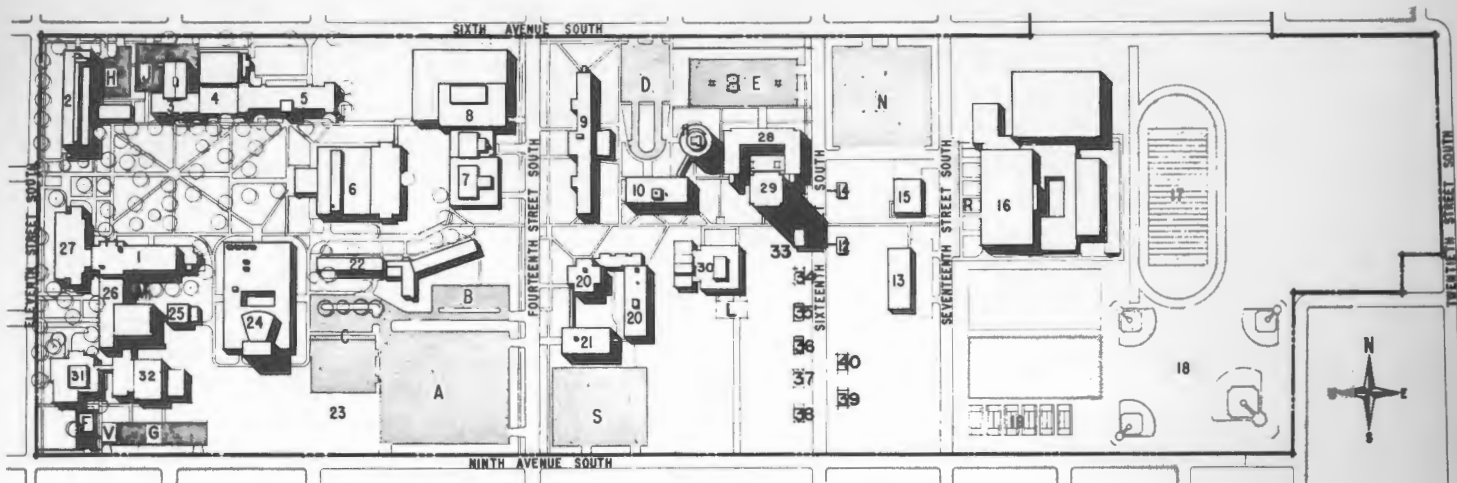 SIXTH AVENUE SOUTH
ELEVENTH STREET SOUTH
FOURTEENTH STREET SOUTH
SIXTEENTH
SOUTH
SEVENTEENTH STREET SOUTH
TWENTIETH SOUTH
NINTH AVENUE SOUTH
2
H
J
3
4
5
8
9
D
E
N
28
6
7
10
29
14
15
R
16
17
27
1
26
M
25
24
22
B
C
20
20
21
30
L
33
12
13
34
35
36
37
38
40
39
18
31
32
F
V
G
23
A
S
N
E
S